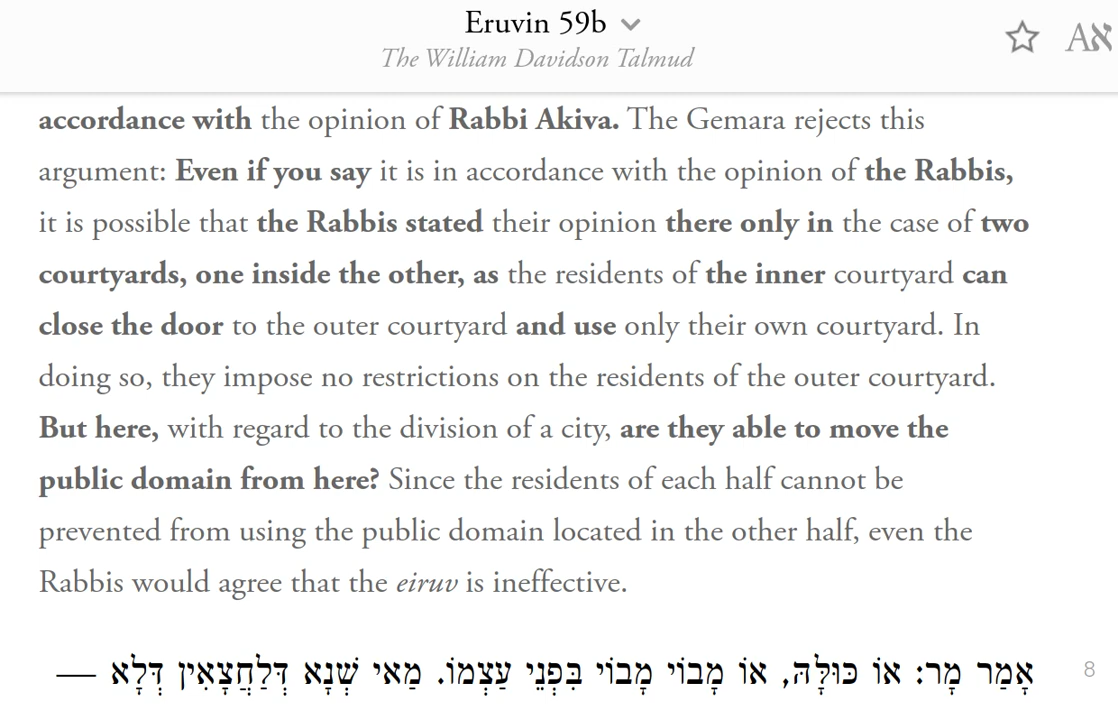 Eruvin 59b
The William Davidson Talmud
Aא
accordance with the opinion of Rabbi Akiva. The Gemara rejects this
argument: Even if you say it is in accordance with the opinion of the Rabbis,
it is possible that the Rabbis stated their opinion there only in the case of two
courtyards, one inside the other, as the residents of the inner courtyard can
close the door to the outer courtyard and use only their own courtyard. In
doing so, they impose no restrictions on the residents of the outer courtyard.
But here, with regard to the division of a city, are they able to move the
public domain from here? Since the residents of each half cannot be
prevented from using the public domain located in the other half, even the
Rabbis would agree that the eiruv is ineffective.
אָמַר מָר: אוֹ כּוּלָּהּ, אוֹ מָבוֹי מָבוֹי בִּפְנֵי עַצְמוֹ. מַאי שְׁנָא דְּלַחֲצָאִין דְּלָא —
8